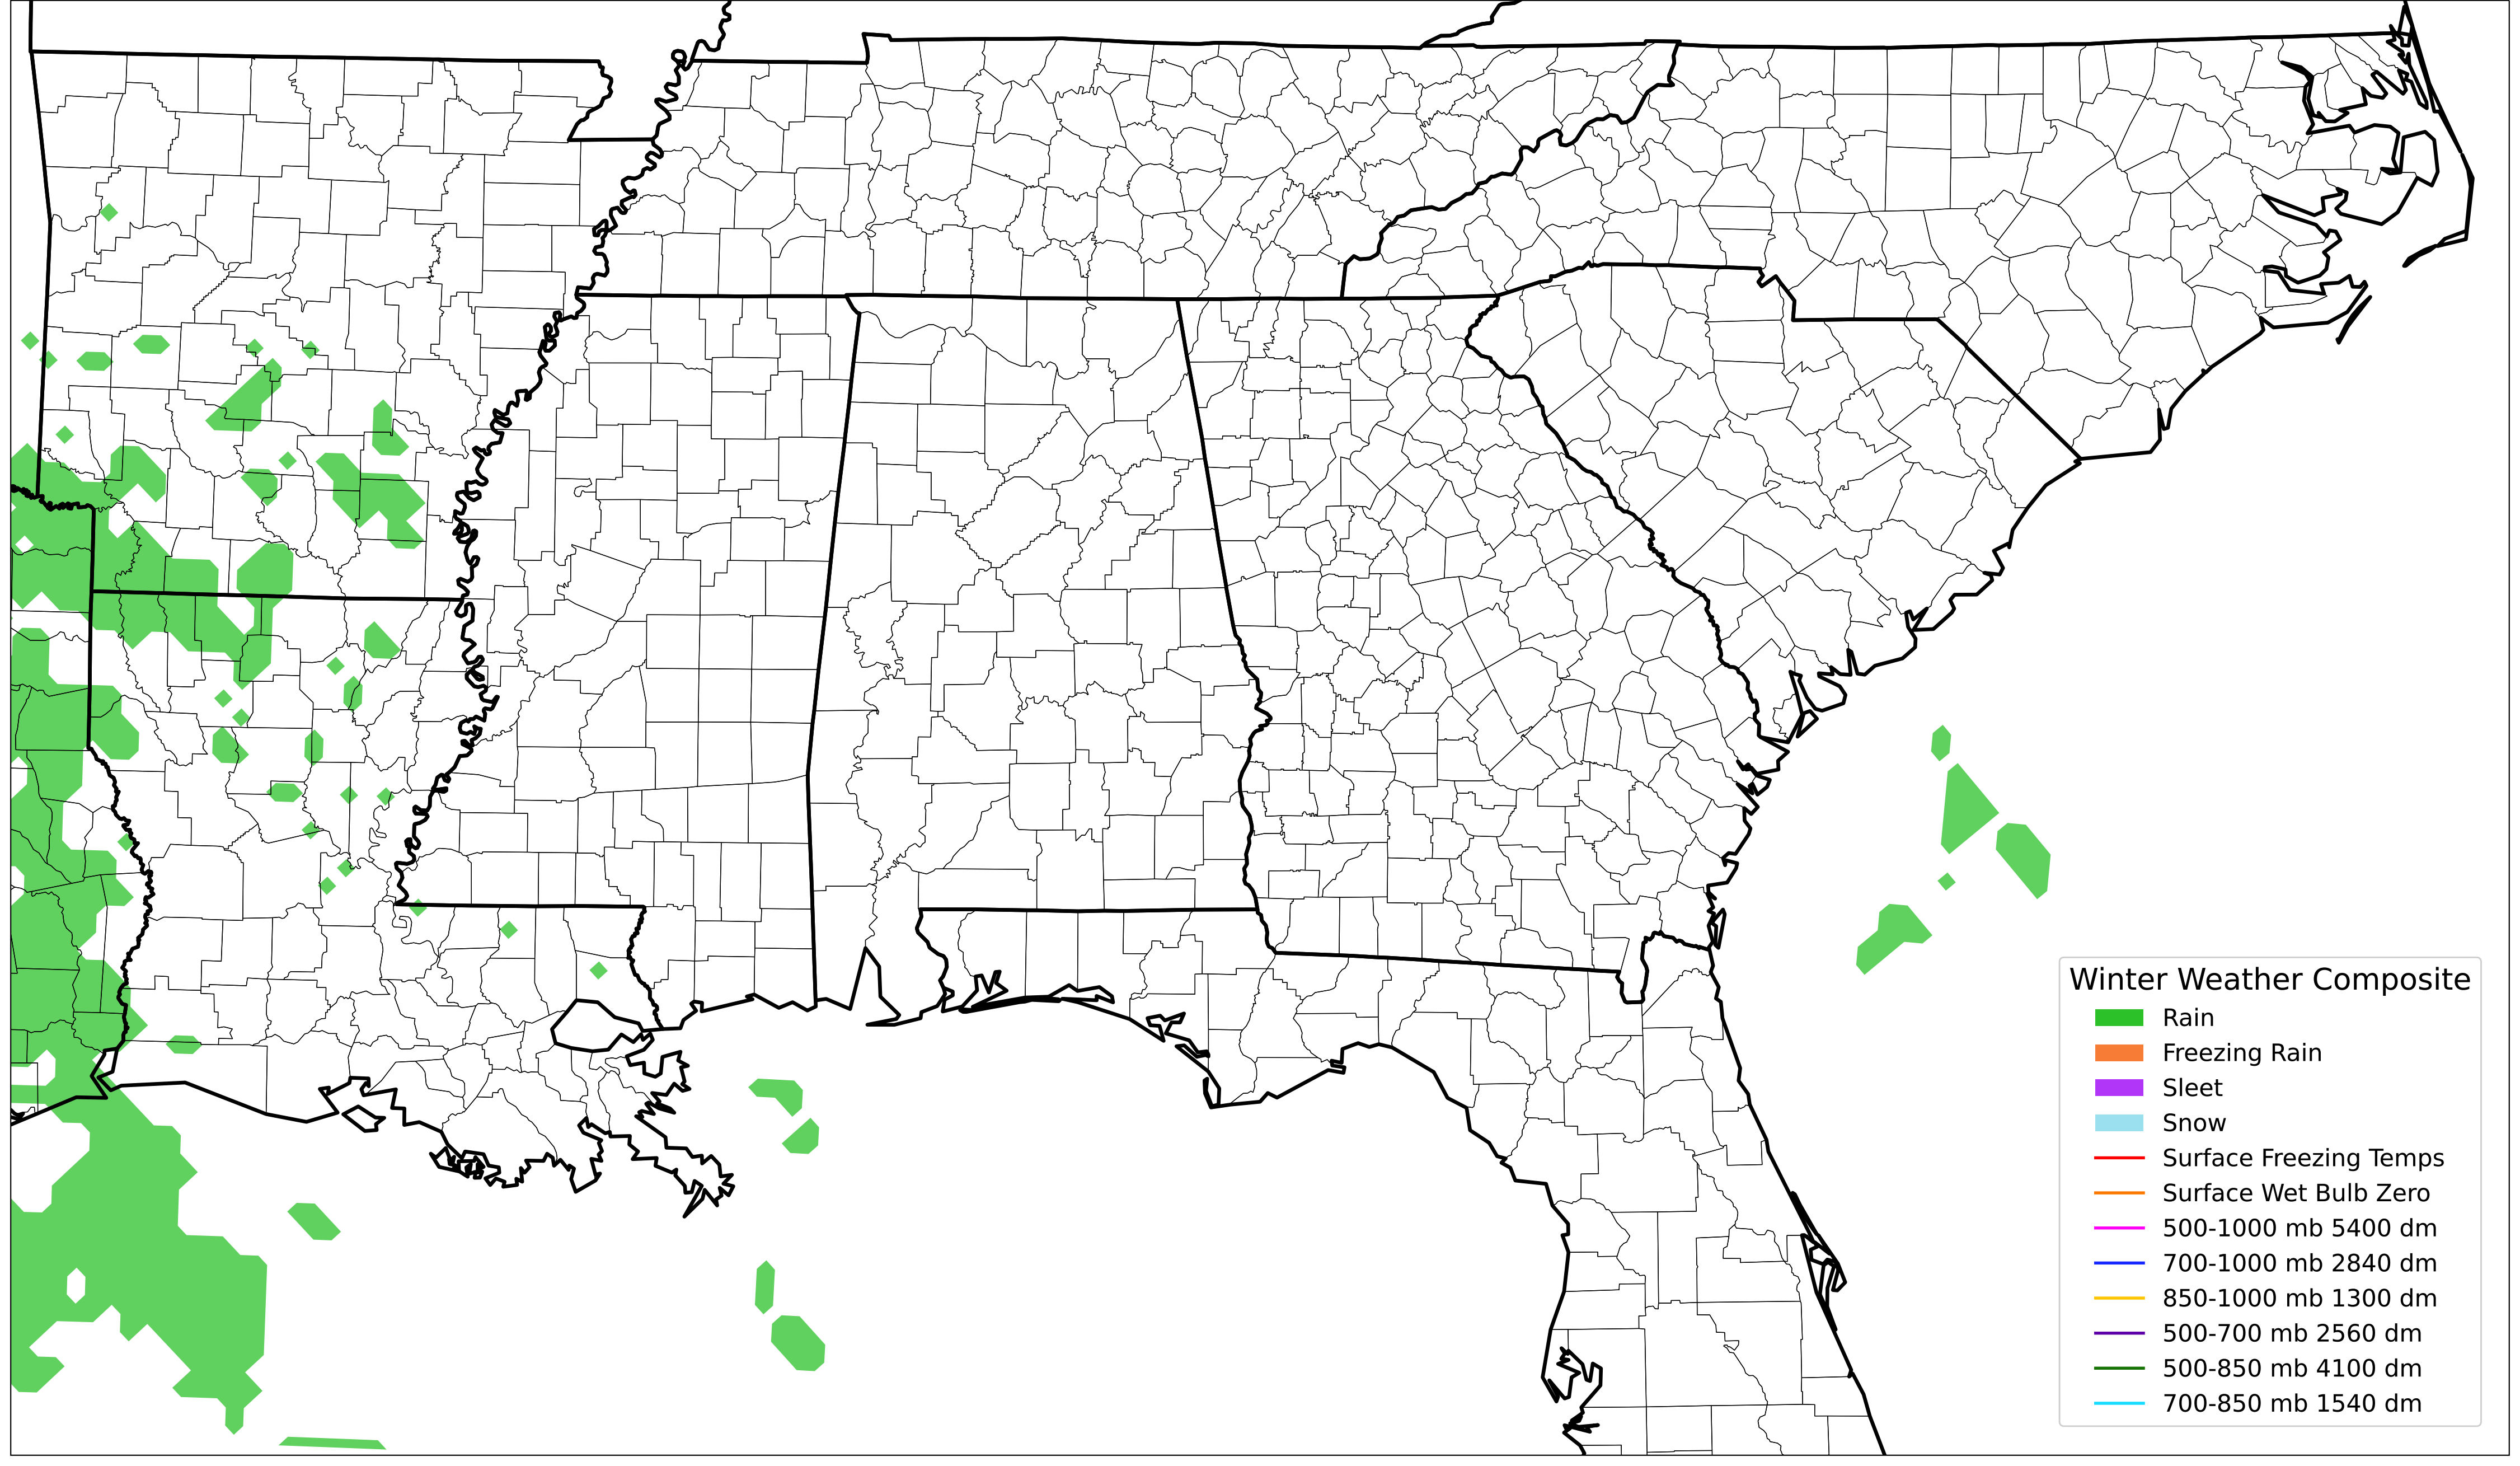 Winter Weather Composite
Rain
Freezing Rain
Sleet
Snow
Surface Freezing Temps
Surface Wet Bulb Zero
500-1000 mb 5400 dm
700-1000 mb 2840 dm
850-1000 mb 1300 dm
500-700 mb 2560 dm
500-850 mb 4100 dm
700-850 mb 1540 dm